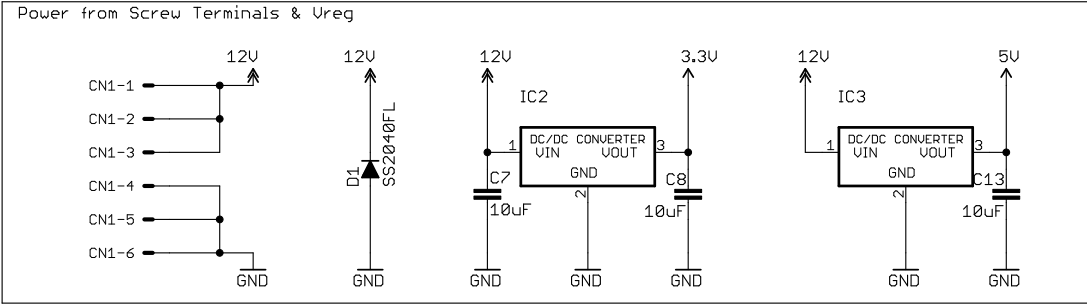 Power from Screw Terminals & Vreg
12V
12V
12V
3.3V
12V
5V
CN1-1
CN1-2
CN1-3
CN1-4
CN1-5
CN1-6
GND
D1
SS2040FL
GND
IC2
DC/DC CONVERTER
VIN VOUT
GND
1
3
2
C7
10uF
C8
10uF
GND
GND
GND
IC3
DC/DC CONVERTER
VIN VOUT
GND
1
3
2
C13
10uF
GND
GND